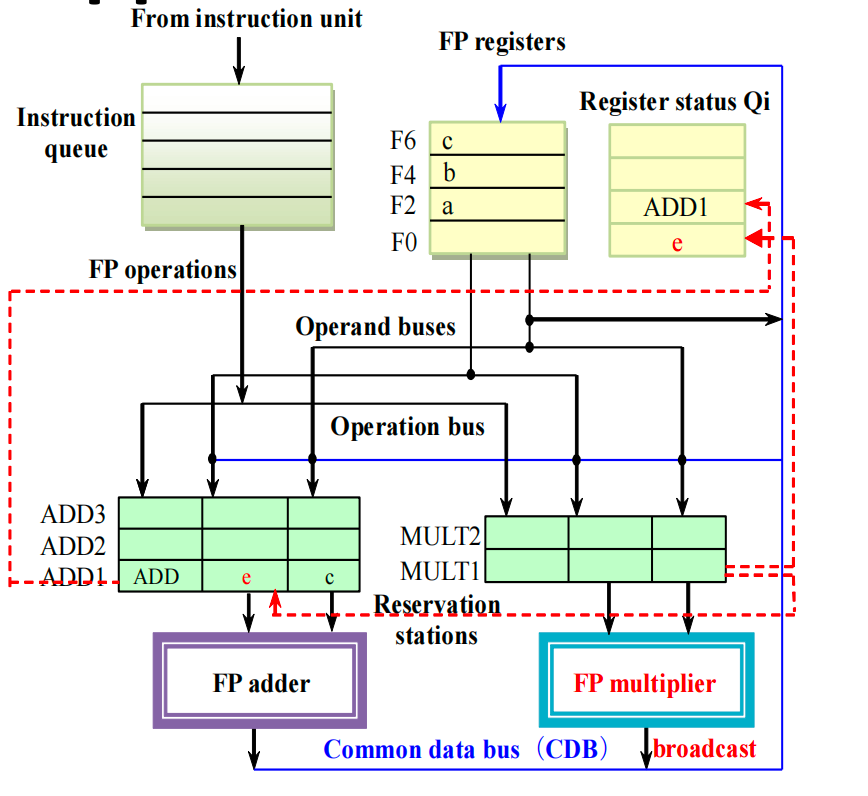 From instruction unit
FP registers
Register status Qi
Instruction
queue
F6 c
F4 b
F2 a
F0
ADD1
e
FP operations
Operand buses
Operation bus
ADD3
ADD2
ADD1 ADD e c
MULT2
MULT1
Reservation
stations
FP adder
FP multiplier
Common data bus（CDB）
broadcast